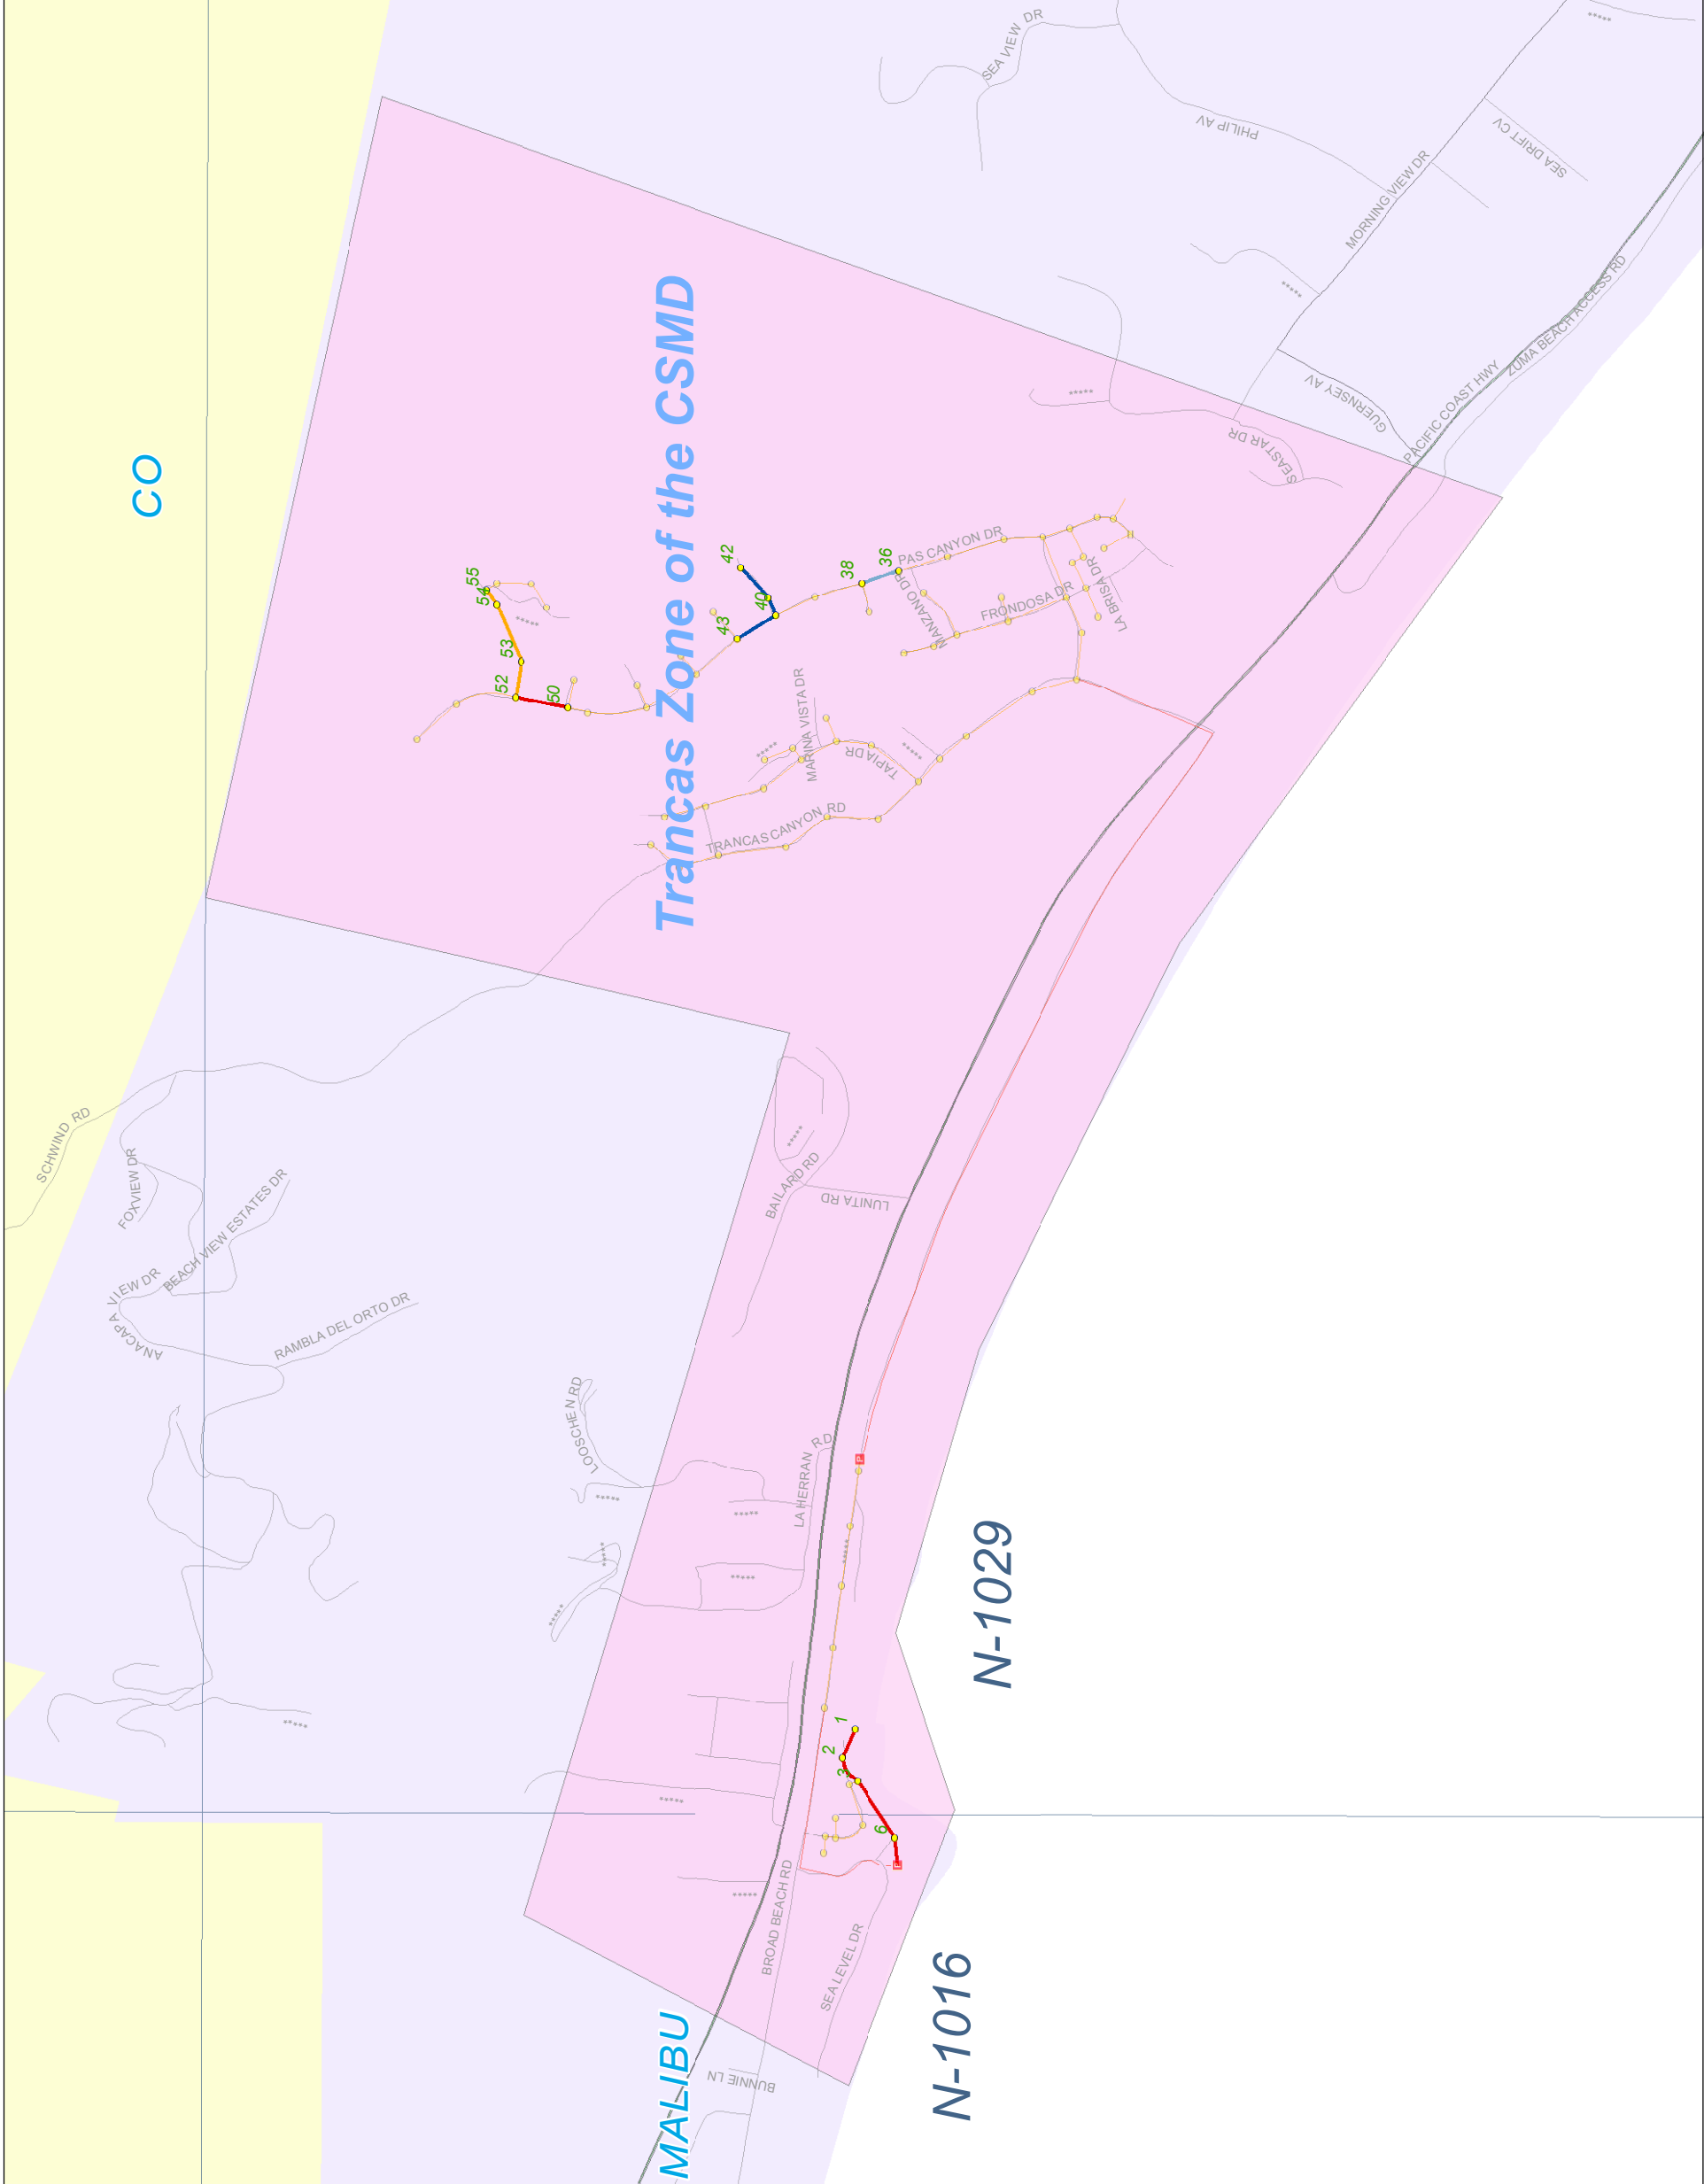 SEA VIEW DR
PHILIP AV
SEA DRIFT CV
MORNING VIEW DR
ZUMA BEACH ACCESS RD
PACIFIC COAST HWY
GUERNSEY AV
SEASTAR DR
CO
Trancas Zone of the CSMD
55
54
53
52
50
42
40
43
38
36
PAS CANYON DR
MANZANO DR
FRONDOSA DR
LA BRISA DR
MARINA VISTA DR
TAPIA DR
TRANCAS CANYON RD
SCHWIND RD
FOXVIEW DR
BEACH VIEW ESTATES DR
ANACAPA VIEW DR
RAMBLA DEL ORTO DR
BAILARD RD
LUNITA RD
LOOSCHEN RD
LA HERRAN RD
P
N-1029
1
2
3
6
P
BROAD BEACH RD
SEA LEVEL DR
N-1016
MALIBU
BUNNIE LN